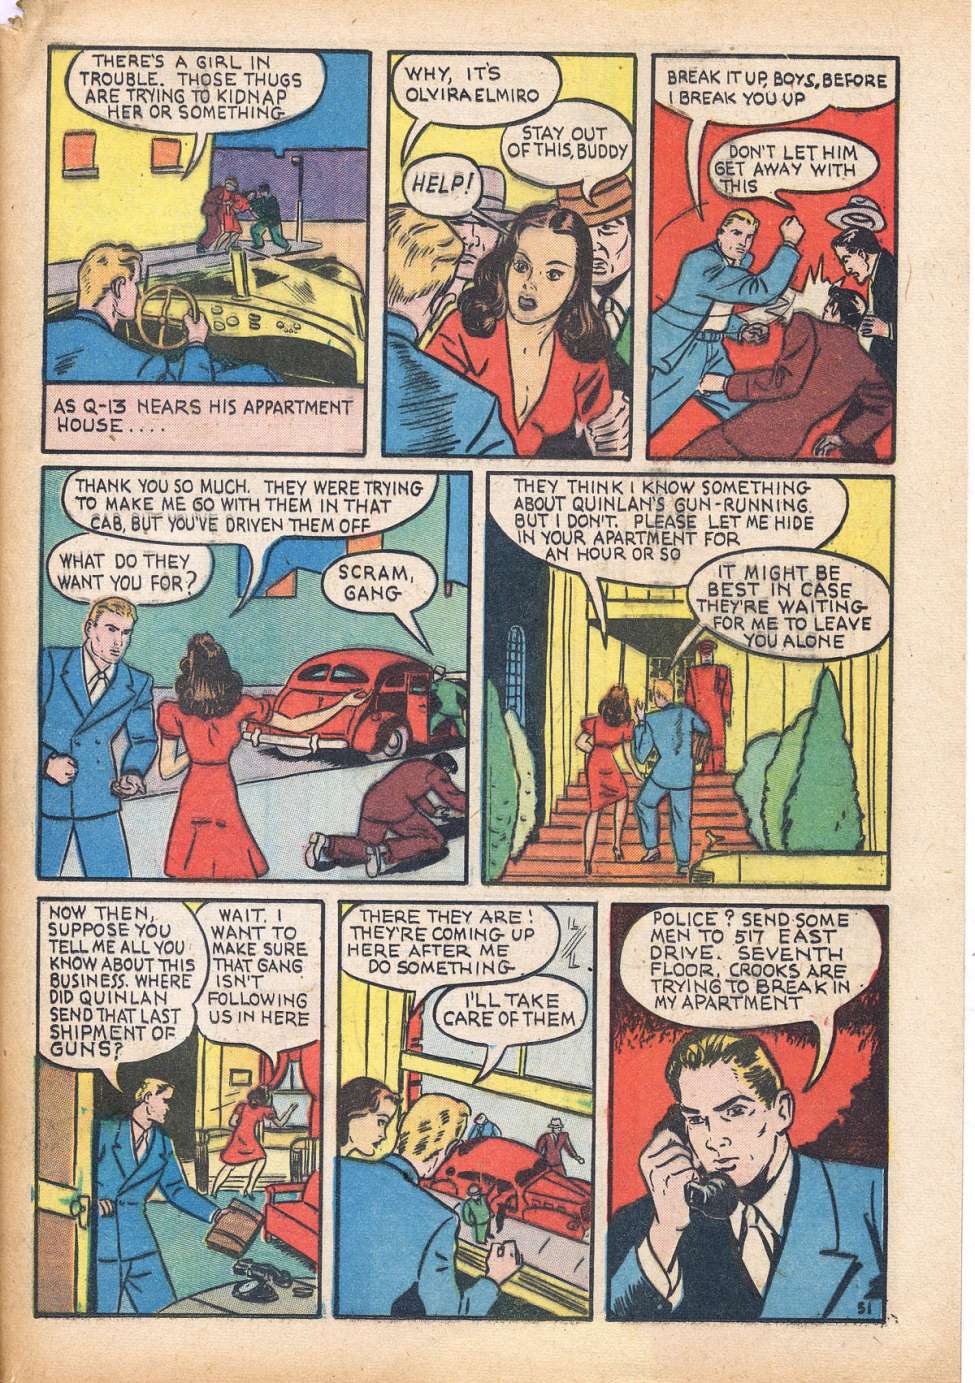 THERE'S A GIRL IN
TROUBLE. THOSE THUGS
ARE TRYING TO KIDNAP
HER OR SOMETHING
AS Q-13 NEARS HIS APPARTMENT
HOUSE....
WHY, IT'S
OLVIRA ELMIRO
STAY OUT
OF THIS, BUDDY
HELP!
BREAK IT UP, BOYS, BEFORE
I BREAK YOU UP
DON'T LET HIM
GET AWAY WITH
THIS
THANK YOU SO MUCH. THEY WERE TRYING
TO MAKE ME GO WITH THEM IN THAT
CAB, BUT YOU'VE DRIVEN THEM OFF
WHAT DO THEY
WANT YOU FOR?
SCRAM,
GANG
THEY THINK I KNOW SOMETHING
ABOUT QUINLAN'S GUN-RUNNING.
BUT I DON'T. PLEASE LET ME HIDE
IN YOUR APARTMENT FOR
AN HOUR OR SO
IT MIGHT BE
BEST IN CASE
THEY'RE WAITING
FOR ME TO LEAVE
YOU ALONE
NOW THEN,
SUPPOSE YOU
TELL ME ALL YOU
KNOW ABOUT THIS
BUSINESS. WHERE
DID QUINLAN
SEND THAT LAST
SHIPMENT OF
GUNS?
WAIT. I
WANT TO
MAKE SURE
THAT GANG
ISN'T
FOLLOWING
US IN HERE
THERE THEY ARE!
THEY'RE COMING UP
HERE AFTER ME
DO SOMETHING
I'LL TAKE
CARE OF THEM
POLICE? SEND SOME
MEN TO 517 EAST
DRIVE. SEVENTH
FLOOR, CROOKS ARE
TRYING TO BREAK IN
MY APARTMENT
51